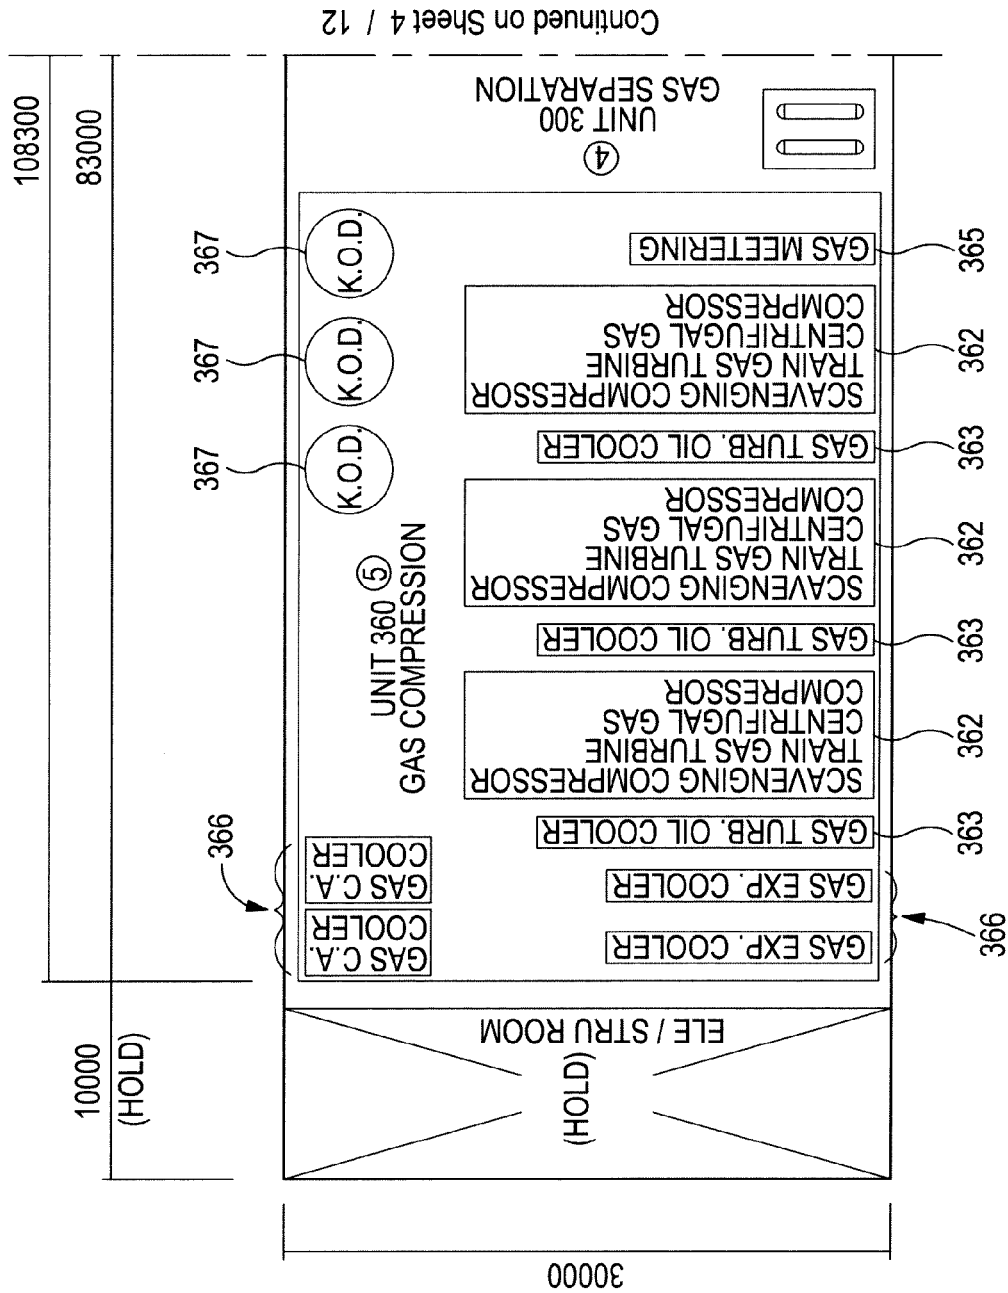 Continued on Sheet 4 / 12
108300
83000
10000
(HOLD)
30000
UNIT 300
GAS SEPARATION
4
367
K.O.D.
367
K.O.D.
367
K.O.D.
UNIT 360 5
GAS COMPRESSION
366
GAS C.A.
COOLER
GAS C.A.
COOLER
GAS MEETERING
365
SCAVENGING COMPRESSOR
TRAIN GAS TURBINE
CENTRIFUGAL GAS
COMPRESSOR
362
GAS TURB. OIL COOLER
363
SCAVENGING COMPRESSOR
TRAIN GAS TURBINE
CENTRIFUGAL GAS
COMPRESSOR
362
GAS TURB. OIL COOLER
363
SCAVENGING COMPRESSOR
TRAIN GAS TURBINE
CENTRIFUGAL GAS
COMPRESSOR
362
GAS TURB. OIL COOLER
363
GAS EXP. COOLER
GAS EXP. COOLER
366
ELE / STRU ROOM
(HOLD)